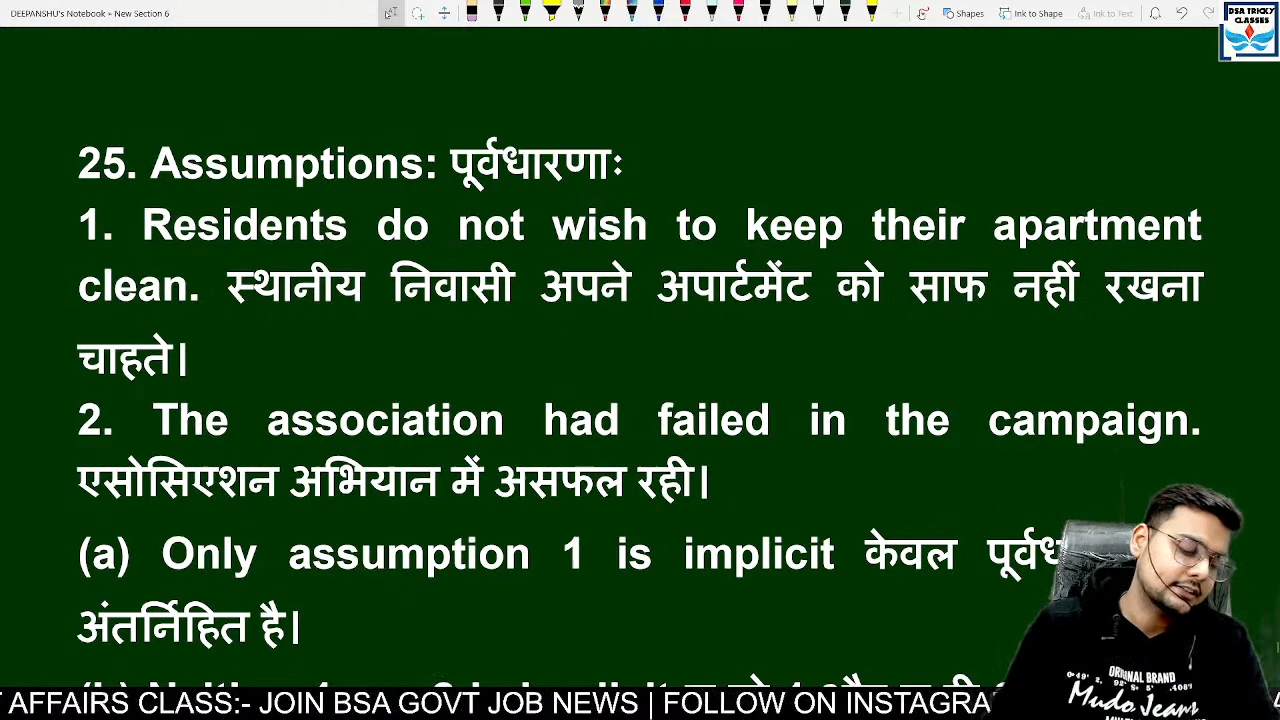 DEEPANSHU's Notebook » New Section 6
Shapes
Ink to Shape
Ink to Text
BSA TRICKY
CLASSES
25. Assumptions: पूर्वधारणाः
1. Residents do not wish to keep their apartment
clean. स्थानीय निवासी अपने अपार्टमेंट को साफ नहीं रखना
चाहते।
2. The association had failed in the campaign.
एसोसिएशन अभियान में असफल रही।
(a) Only assumption 1 is implicit केवल
अंतर्निहित है।
ORIGINAL BRAND
Mudo Jeans
AFFAIRS CLASS:- JOIN BSA GOVT JOB NEWS | FOLLOW ON